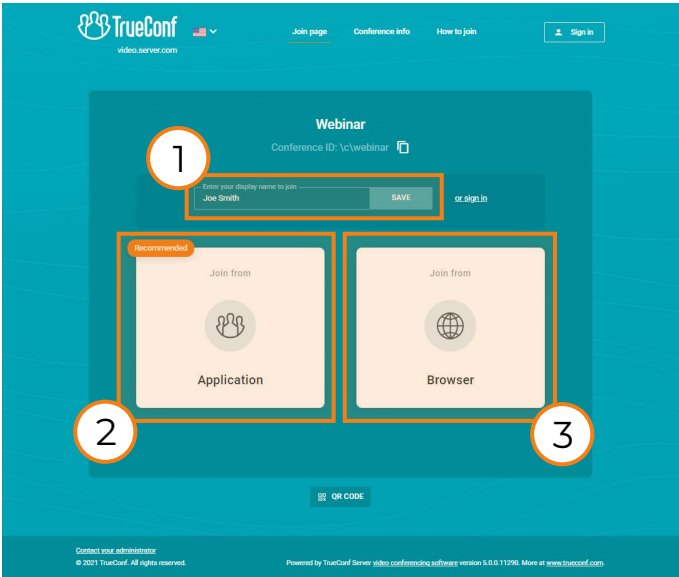 TrueConf
Join page Conference info How to join Sign in
video.server.com
Webinar
Conference ID: \c\webinar
1
Enter your display name to join
Joe Smith SAVE or sign in
Recommended
Join from Join from
Application Browser
2 3
QR CODE
Contact your administrator
© 2021 TrueConf. All rights reserved. Powered by TrueConf Server video conferencing software version 5.0.0.11290. More at www.trueconf.com.